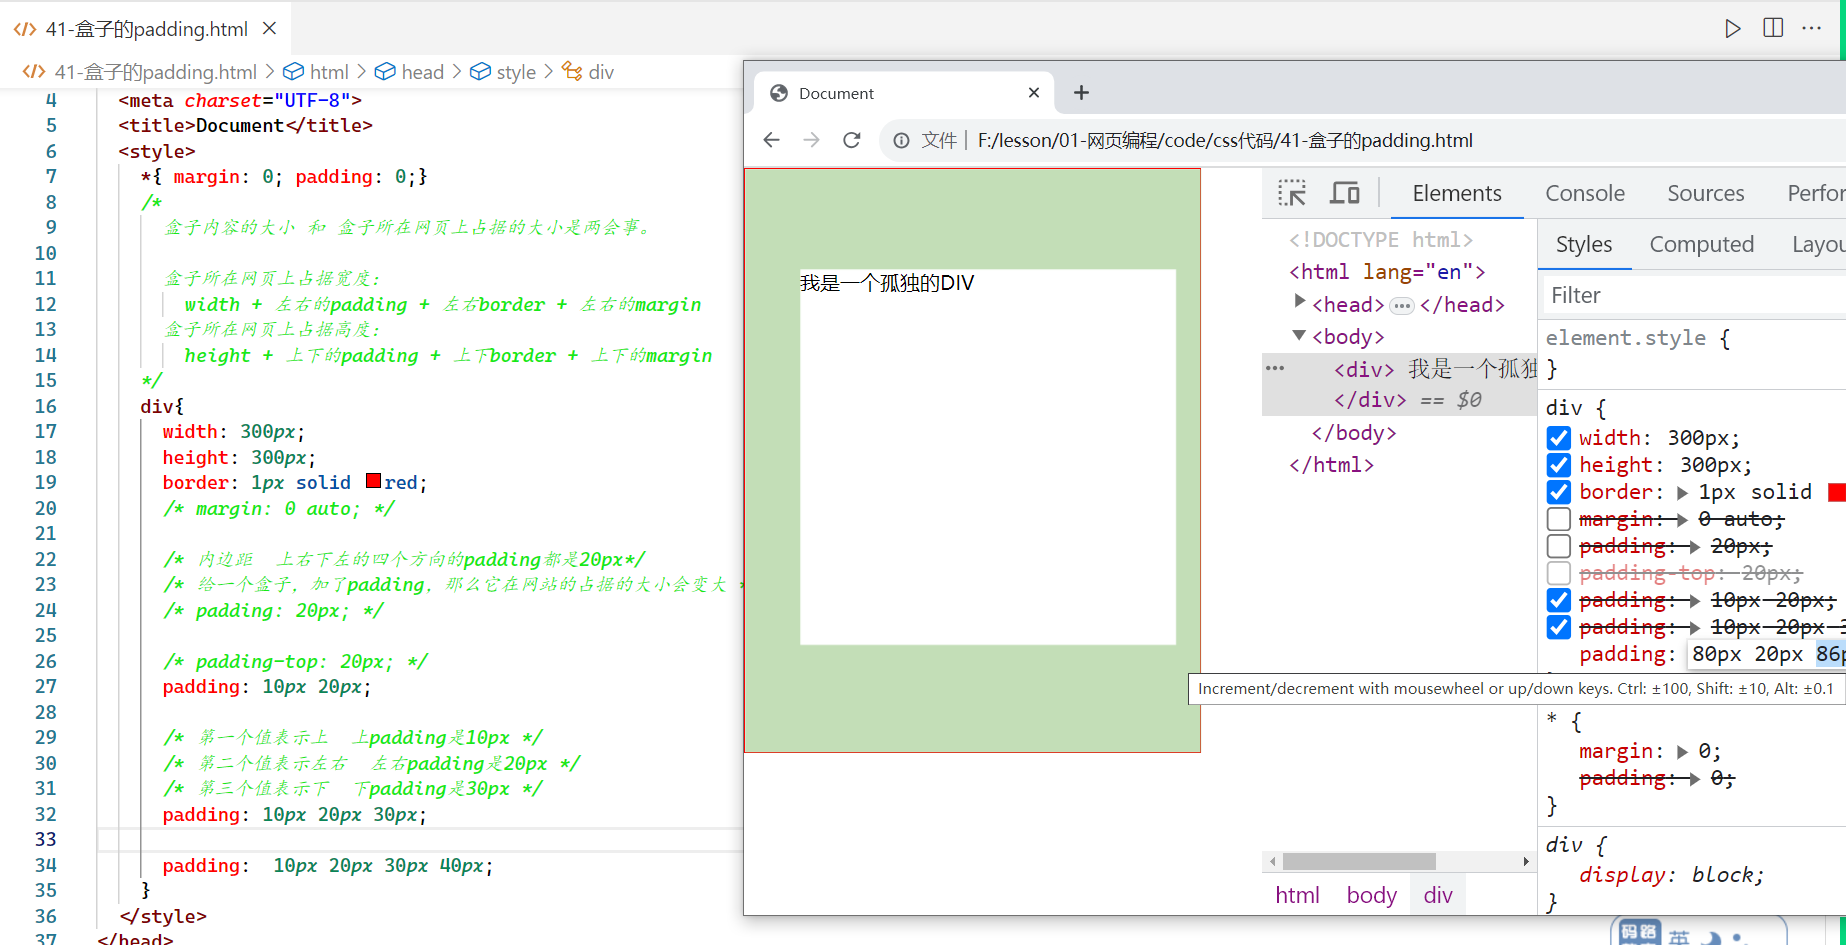 41-盒子的padding.html
41-盒子的padding.html > html > head > style > div
4 <meta charset="UTF-8">
5 <title>Document</title>
6 <style>
7 *{ margin: 0; padding: 0;}
8 /*
9 盒子内容的大小 和 盒子所在网页上占据的大小是两会事。
10
11 盒子所在网页上占据宽度:
12 width + 左右的padding + 左右border + 左右的margin
13 盒子所在网页上占据高度:
14 height + 上下的padding + 上下border + 上下的margin
15 */
16 div{
17 width: 300px;
18 height: 300px;
19 border: 1px solid red;
20 /* margin: 0 auto; */
21
22 /* 内边距 上右下左的四个方向的padding都是20px*/
23 /* 给一个盒子, 加了padding, 那么它在网站的占据的大小会变大 *
24 /* padding: 20px; */
25
26 /* padding-top: 20px; */
27 padding: 10px 20px;
28
29 /* 第一个值表示上 上padding是10px */
30 /* 第二个值表示左右 左右padding是20px */
31 /* 第三个值表示下 下padding是30px */
32 padding: 10px 20px 30px;
33
34 padding: 10px 20px 30px 40px;
35 }
36 </style>
37 </head>
Document
文件 | F:/lesson/01-网页编程/code/css代码/41-盒子的padding.html
我是一个孤独的DIV
Elements Console Sources Perfor
<!DOCTYPE html>
<html lang="en">
<head> ••• </head>
<body>
••• <div> 我是一个孤独
</div> == $0
</body>
</html>
html body div
Styles Computed Layou
Filter
element.style {
}
div {
width: 300px;
height: 300px;
border: 1px solid
margin: 0 auto;
padding: 20px;
padding-top: 20px;
padding: 10px 20px;
padding: 10px 20px 3
padding: 80px 20px 86p
Increment/decrement with mousewheel or up/down keys. Ctrl: ±100, Shift: ±10, Alt: ±0.1
* {
margin: 0;
padding: 0;
}
div {
display: block;
}
码路
英